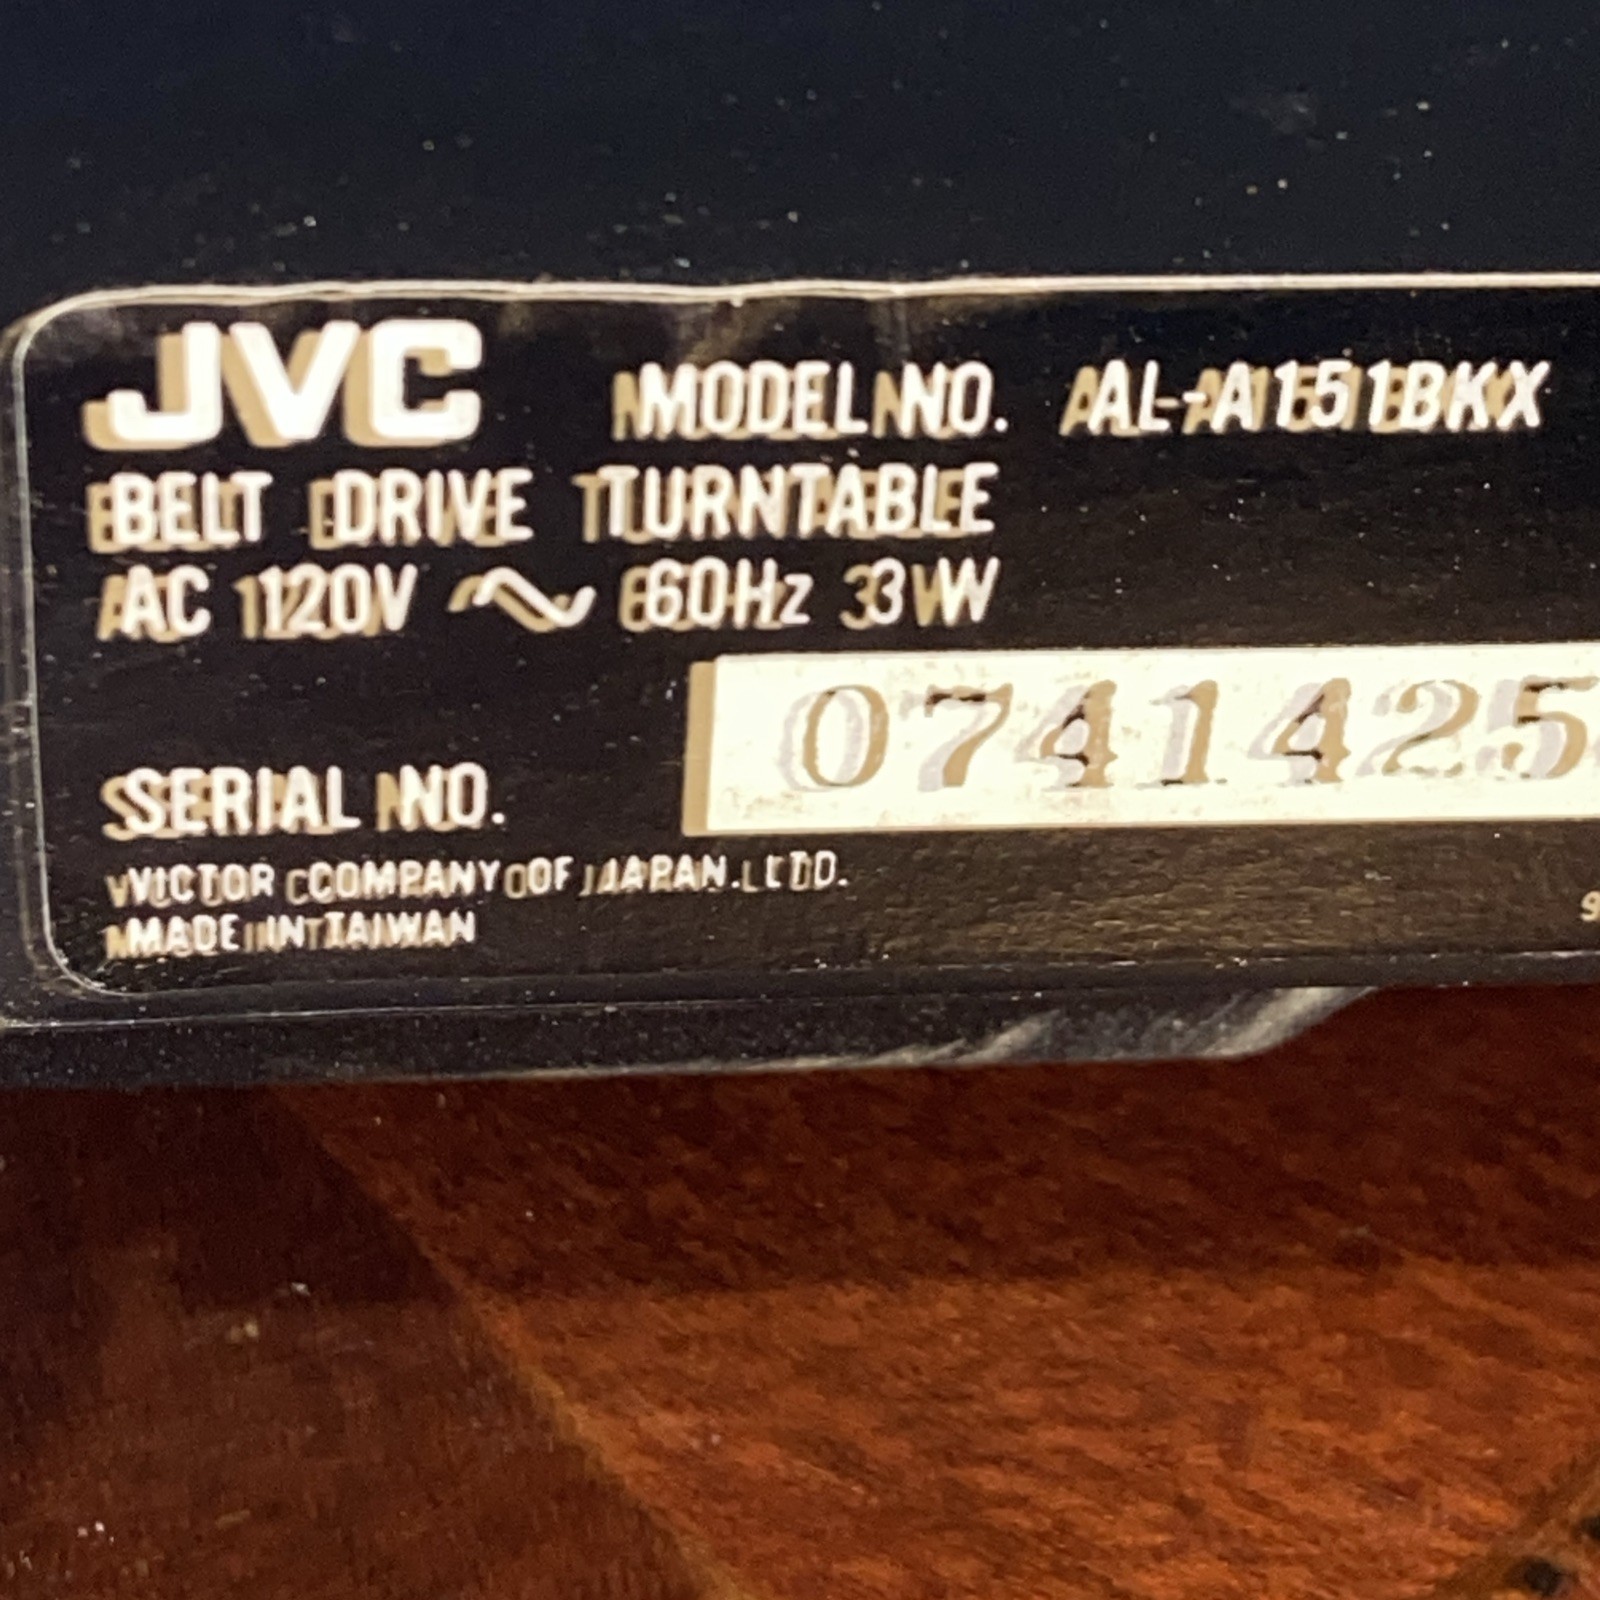 JVC MODEL NO. AL-A151BKX
BELT DRIVE TURNTABLE
AC 120V ~ 60Hz 3W
SERIAL NO. 0741425
VICTOR COMPANY OF JAPAN. LTD.
MADE IN TAIWAN